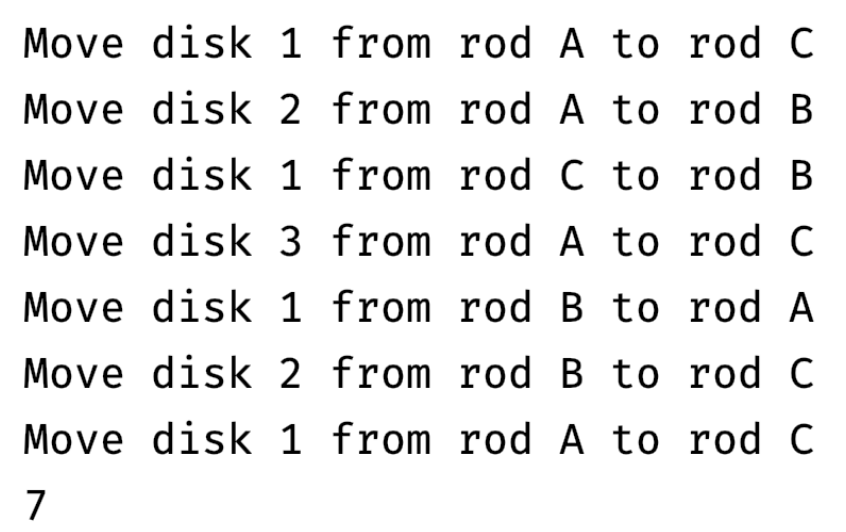 Move disk 1 from rod A to rod C
Move disk 2 from rod A to rod B
Move disk 1 from rod C to rod B
Move disk 3 from rod A to rod C
Move disk 1 from rod B to rod A
Move disk 2 from rod B to rod C
Move disk 1 from rod A to rod C
7